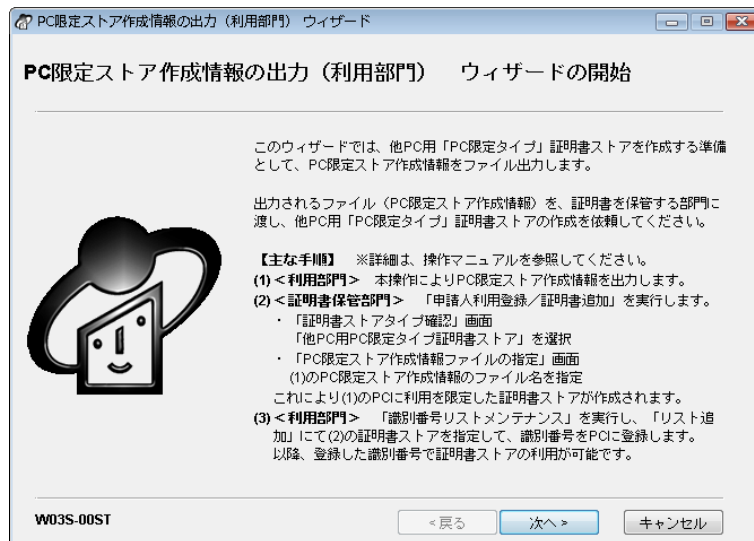 PC限定ストア作成情報の出力（利用部門） ウィザード
PC限定ストア作成情報の出力（利用部門）　ウィザードの開始
このウィザードでは、他PC用「PC限定タイプ」証明書ストアを作成する準備
として、PC限定ストア作成情報をファイル出力します。
出力されるファイル（PC限定ストア作成情報）を、証明書を保管する部門に
渡し、他PC用「PC限定タイプ」証明書ストアの作成を依頼してください。
【主な手順】　※詳細は、操作マニュアルを参照してください。
(1)＜利用部門＞　本操作によりPC限定ストア作成情報を出力します。
(2)＜証明書保管部門＞　「申請人利用登録／証明書追加」を実行します。
・「証明書ストアタイプ確認」画面
「他PC用PC限定タイプ証明書ストア」を選択
・「PC限定ストア作成情報ファイルの指定」画面
(1)のPC限定ストア作成情報のファイル名を指定
これにより(1)のPCに利用を限定した証明書ストアが作成されます。
(3)＜利用部門＞　「識別番号リストメンテナンス」を実行し、「リスト追
加」にて(2)の証明書ストアを指定して、識別番号をPCに登録します。
以降、登録した識別番号で証明書ストアの利用が可能です。
W03S-00ST
<戻る
次へ>
キャンセル